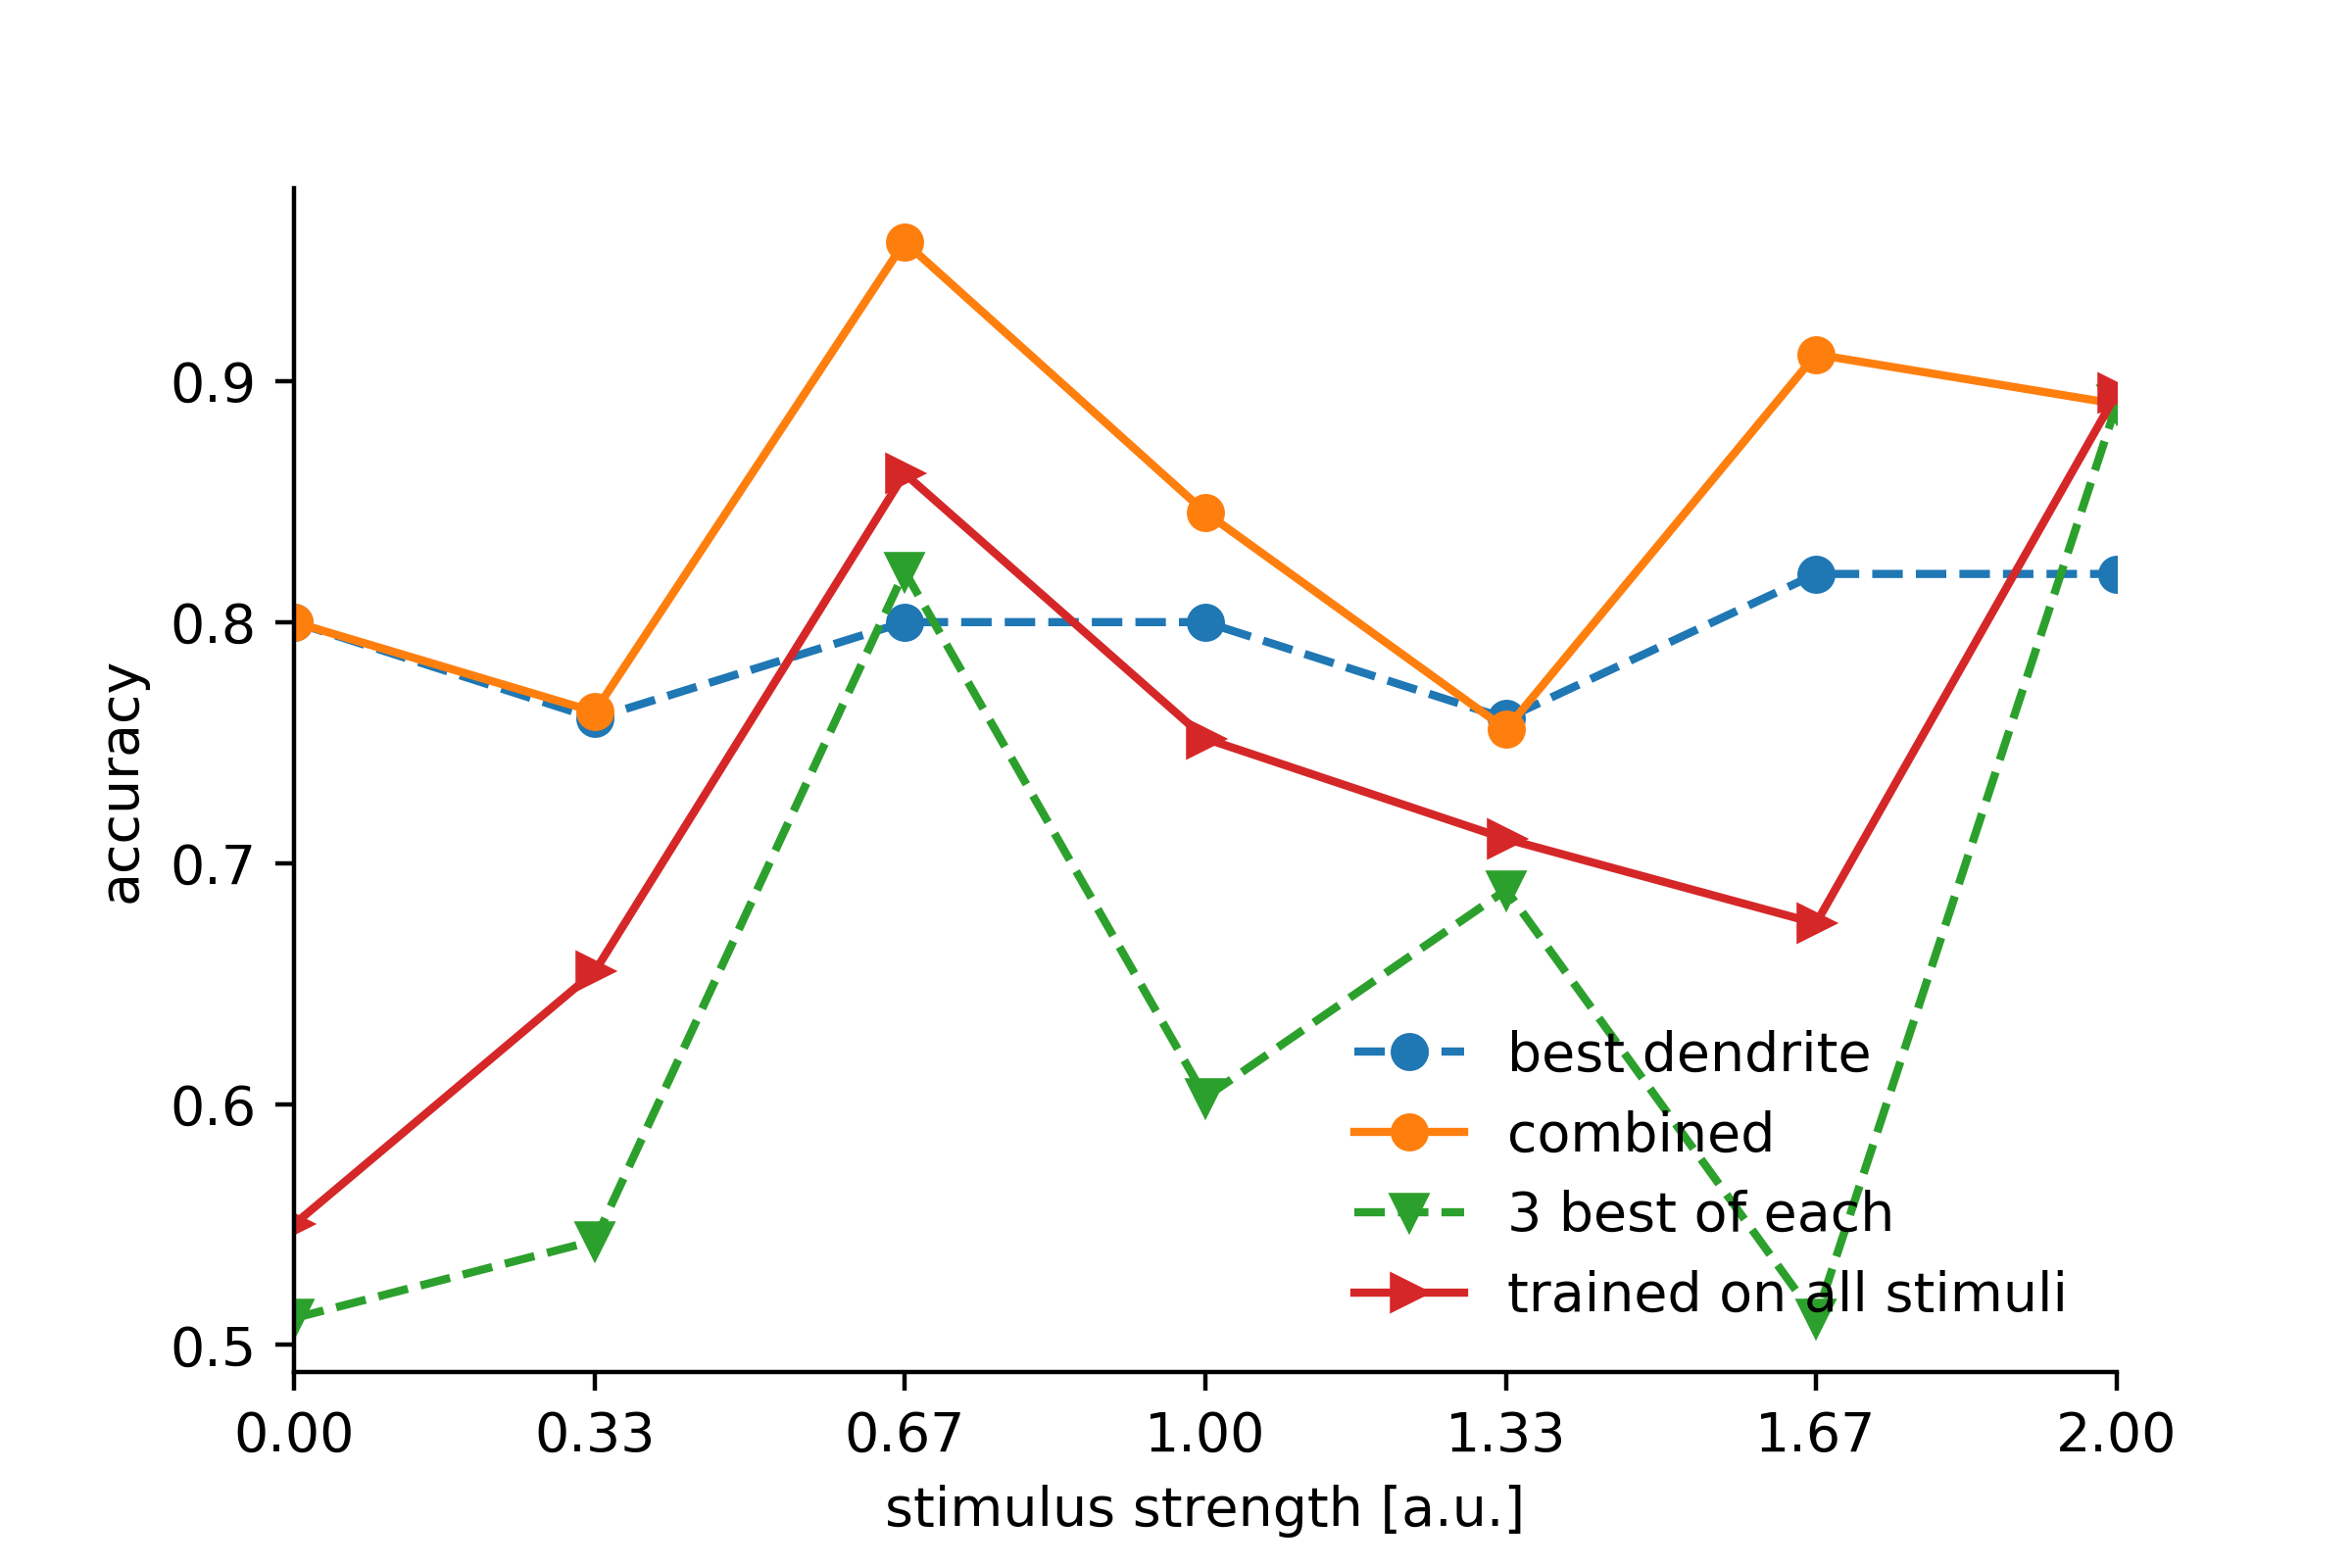 accuracy
0.9
0.8
0.7
0.6
0.5
best dendrite
combined
3 best of each
trained on all stimuli
0.00 0.33 0.67 1.00 1.33 1.67 2.00
stimulus strength [a.u.]